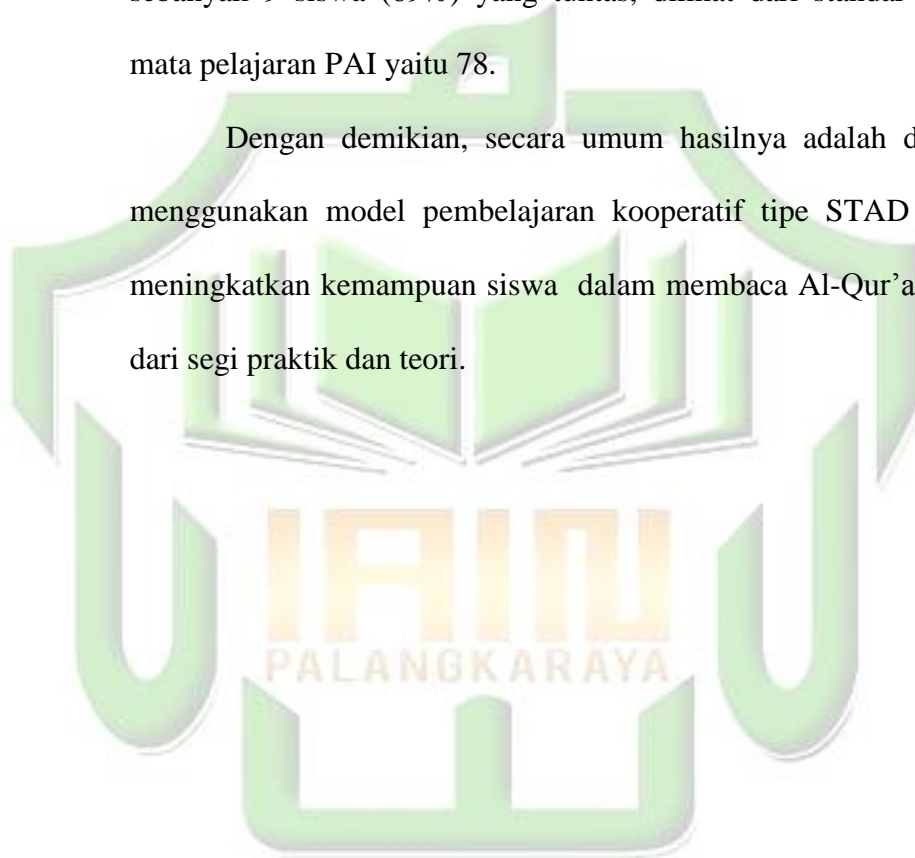 mata pelajaran PAI yaitu 78.
Dengan demikian, secara umum hasilnya adalah
menggunakan model pembelajaran kooperatif tipe STAD
meningkatkan kemampuan siswa dalam membaca Al-Qur’a
dari segi praktik dan teori.
IAIN
PALANGKARAYA